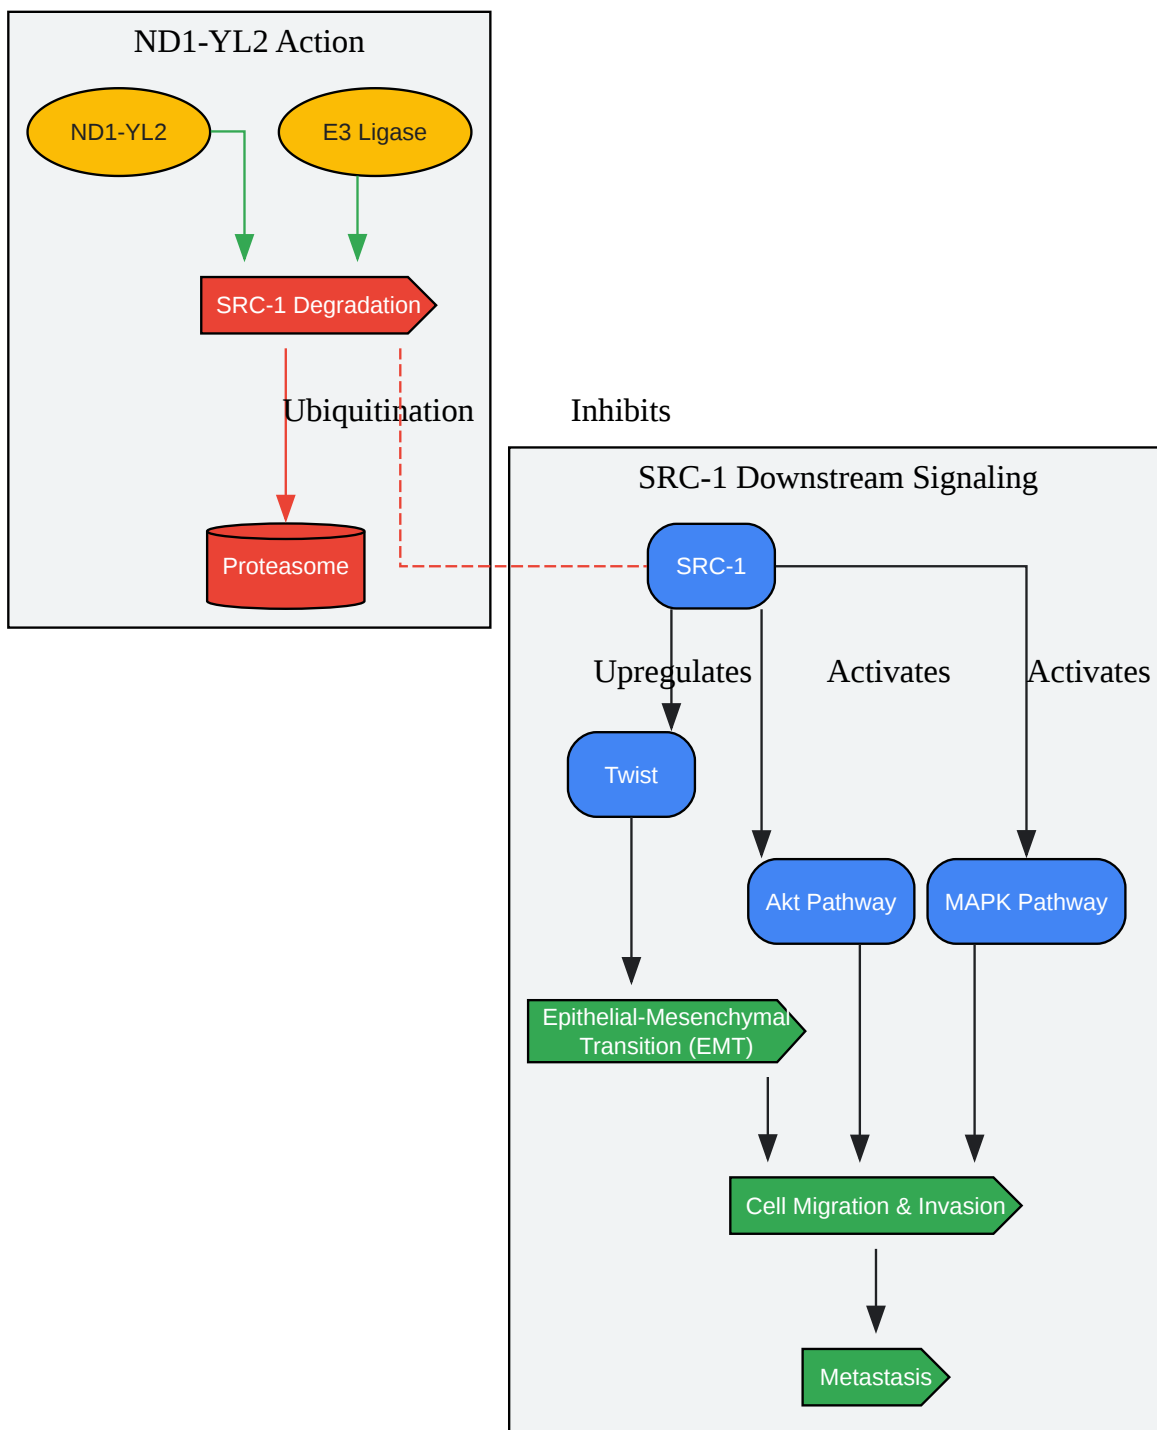 ND1-YL2 Action
ND1-YL2
E3 Ligase
SRC-1 Degradation
Ubiquitination
Inhibits
Proteasome
SRC-1 Downstream Signaling
SRC-1
Upregulates
Activates
Activates
Twist
Akt Pathway
MAPK Pathway
Epithelial-Mesenchymal
Transition (EMT)
Cell Migration & Invasion
Metastasis